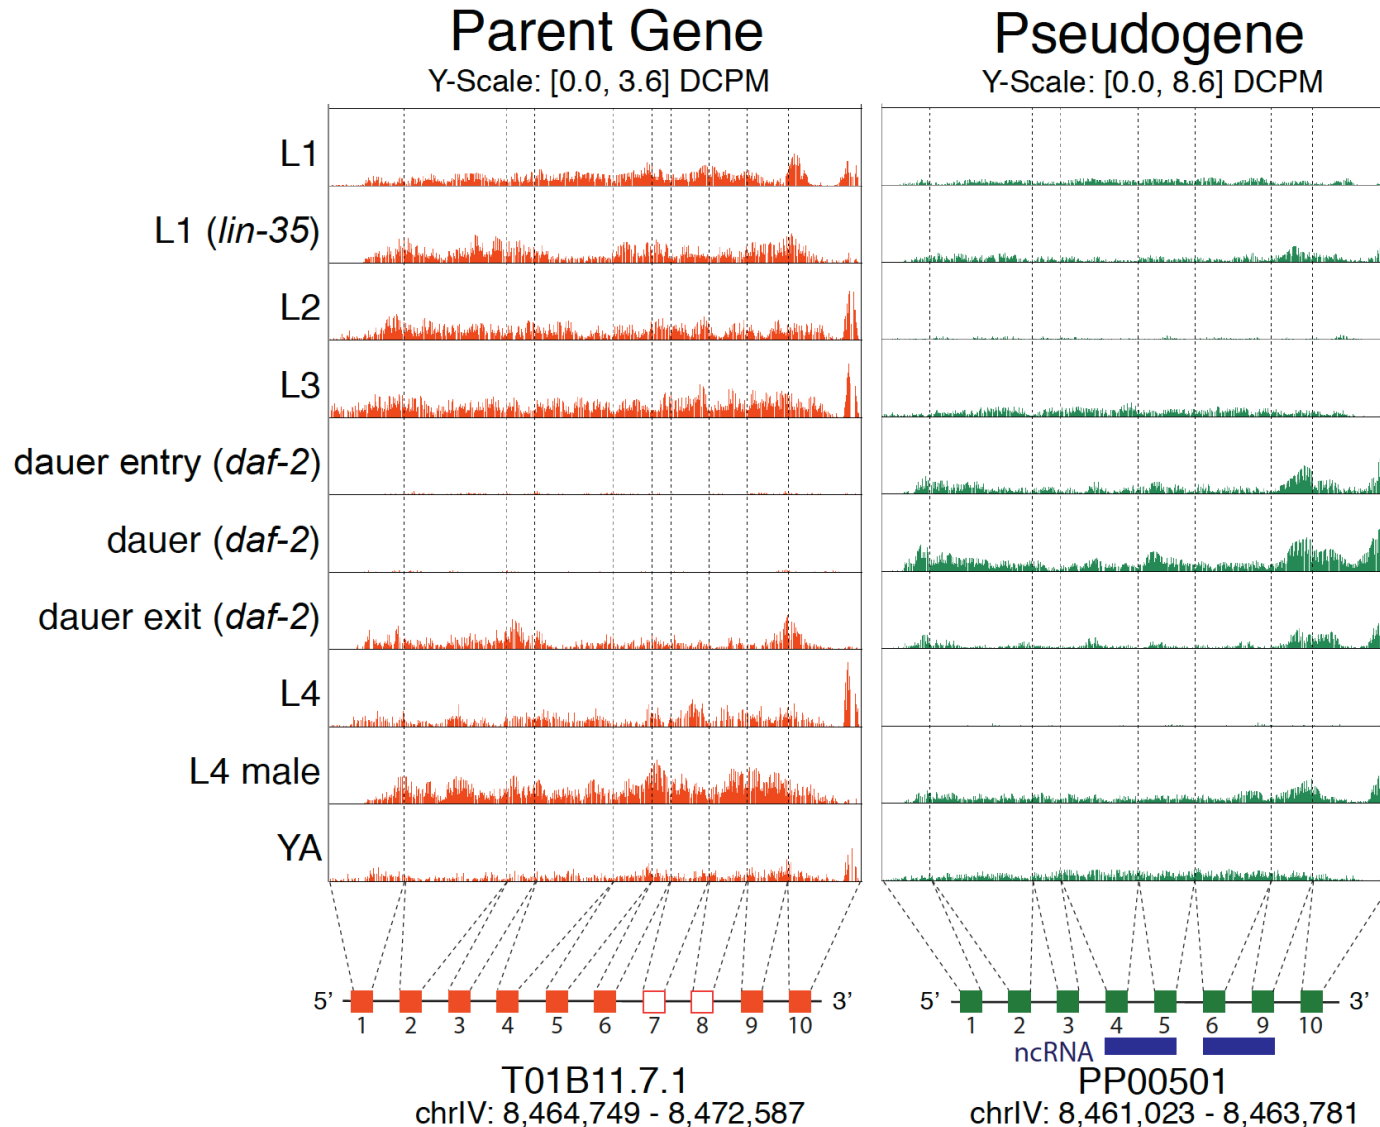 Parent Gene
Y-Scale: [0.0, 3.6] DCPM
Pseudogene
Y-Scale: [0.0, 8.6] DCPM
L1
L1 (lin-35)
L2
L3
dauer entry (daf-2)
dauer (daf-2)
dauer exit (daf-2)
L4
L4 male
YA
5’ 3’
1 2 3 4 5 6 7 8 9 10
T01B11.7.1
chrIV: 8,464,749 - 8,472,587
5’ 3’
1 2 3 4 5 6 9 10
ncRNA
PP00501
chrIV: 8,461,023 - 8,463,781